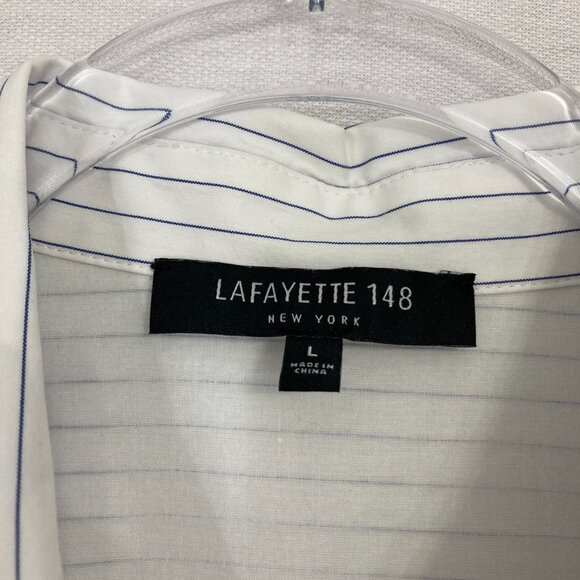 LAFAYETTE 148
NEW YORK
L
MADE IN
CHINA